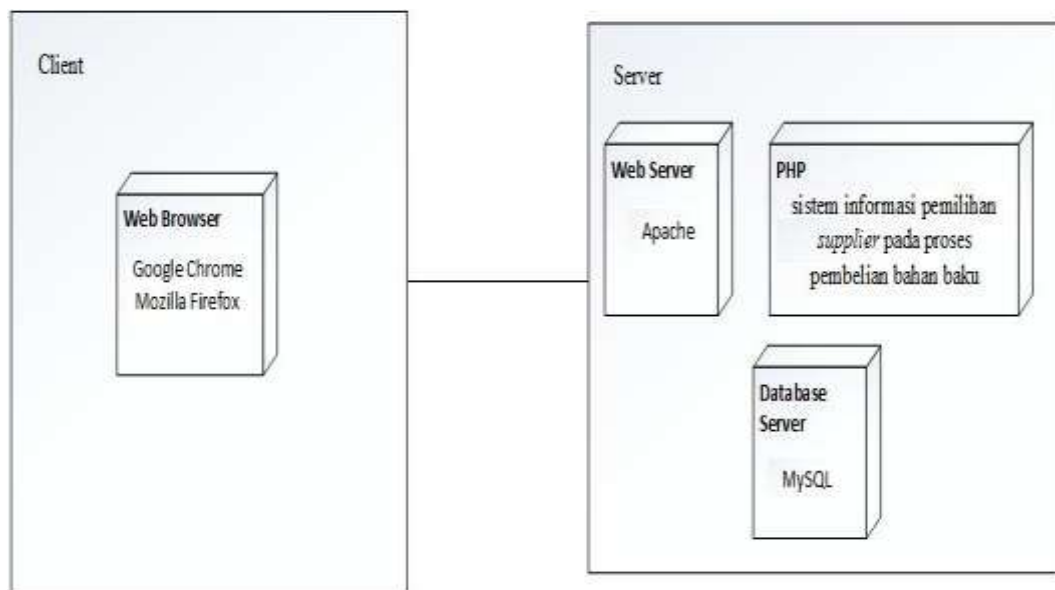 Client
Web Browser
Google Chrome
Mozilla Firefox
Server
Web Server
Apache
PHP
sistem informasi pemilihan
supplier pada proses
pembelian bahan baku
Database
Server
MySQL